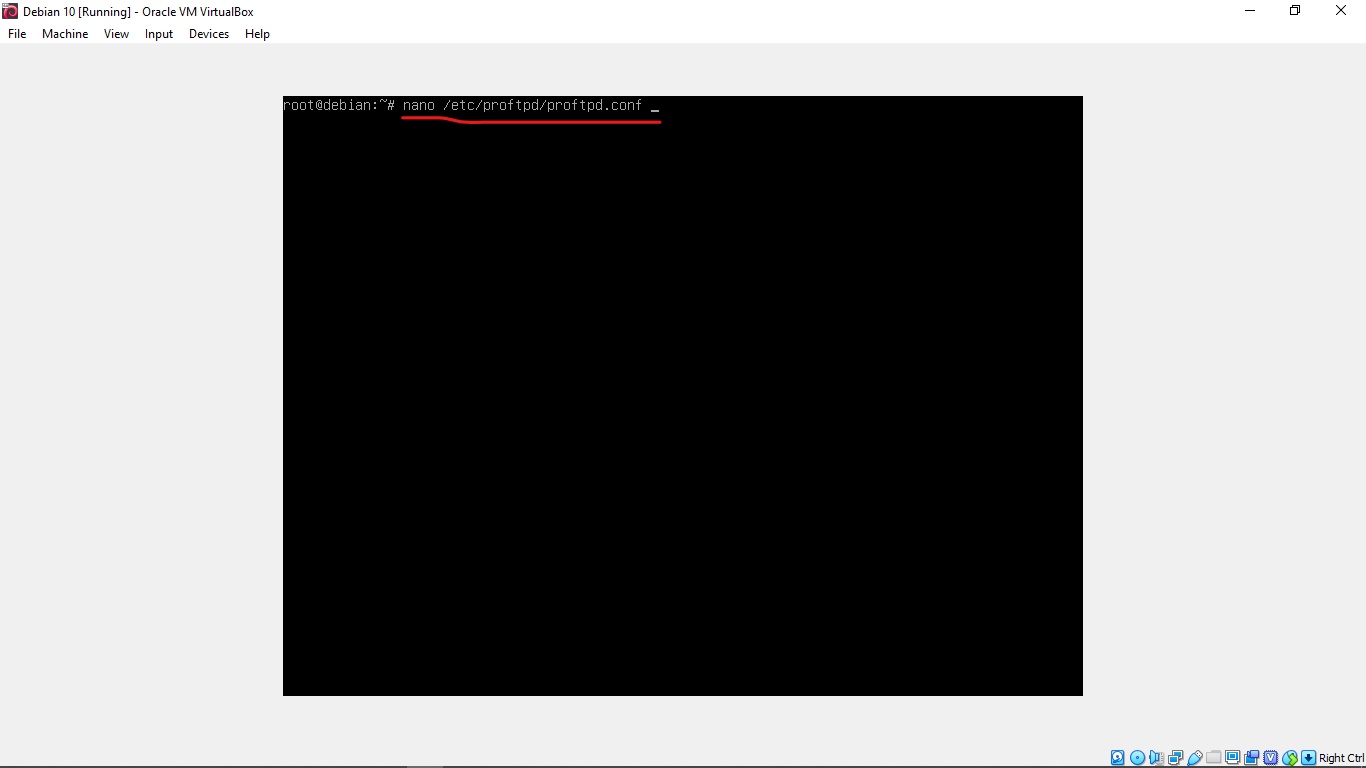 Debian 10 [Running] - Oracle VM VirtualBox
File Machine View Input Devices Help
root@debian:~# nano /etc/proftpd/proftpd.conf _
Right Ctrl